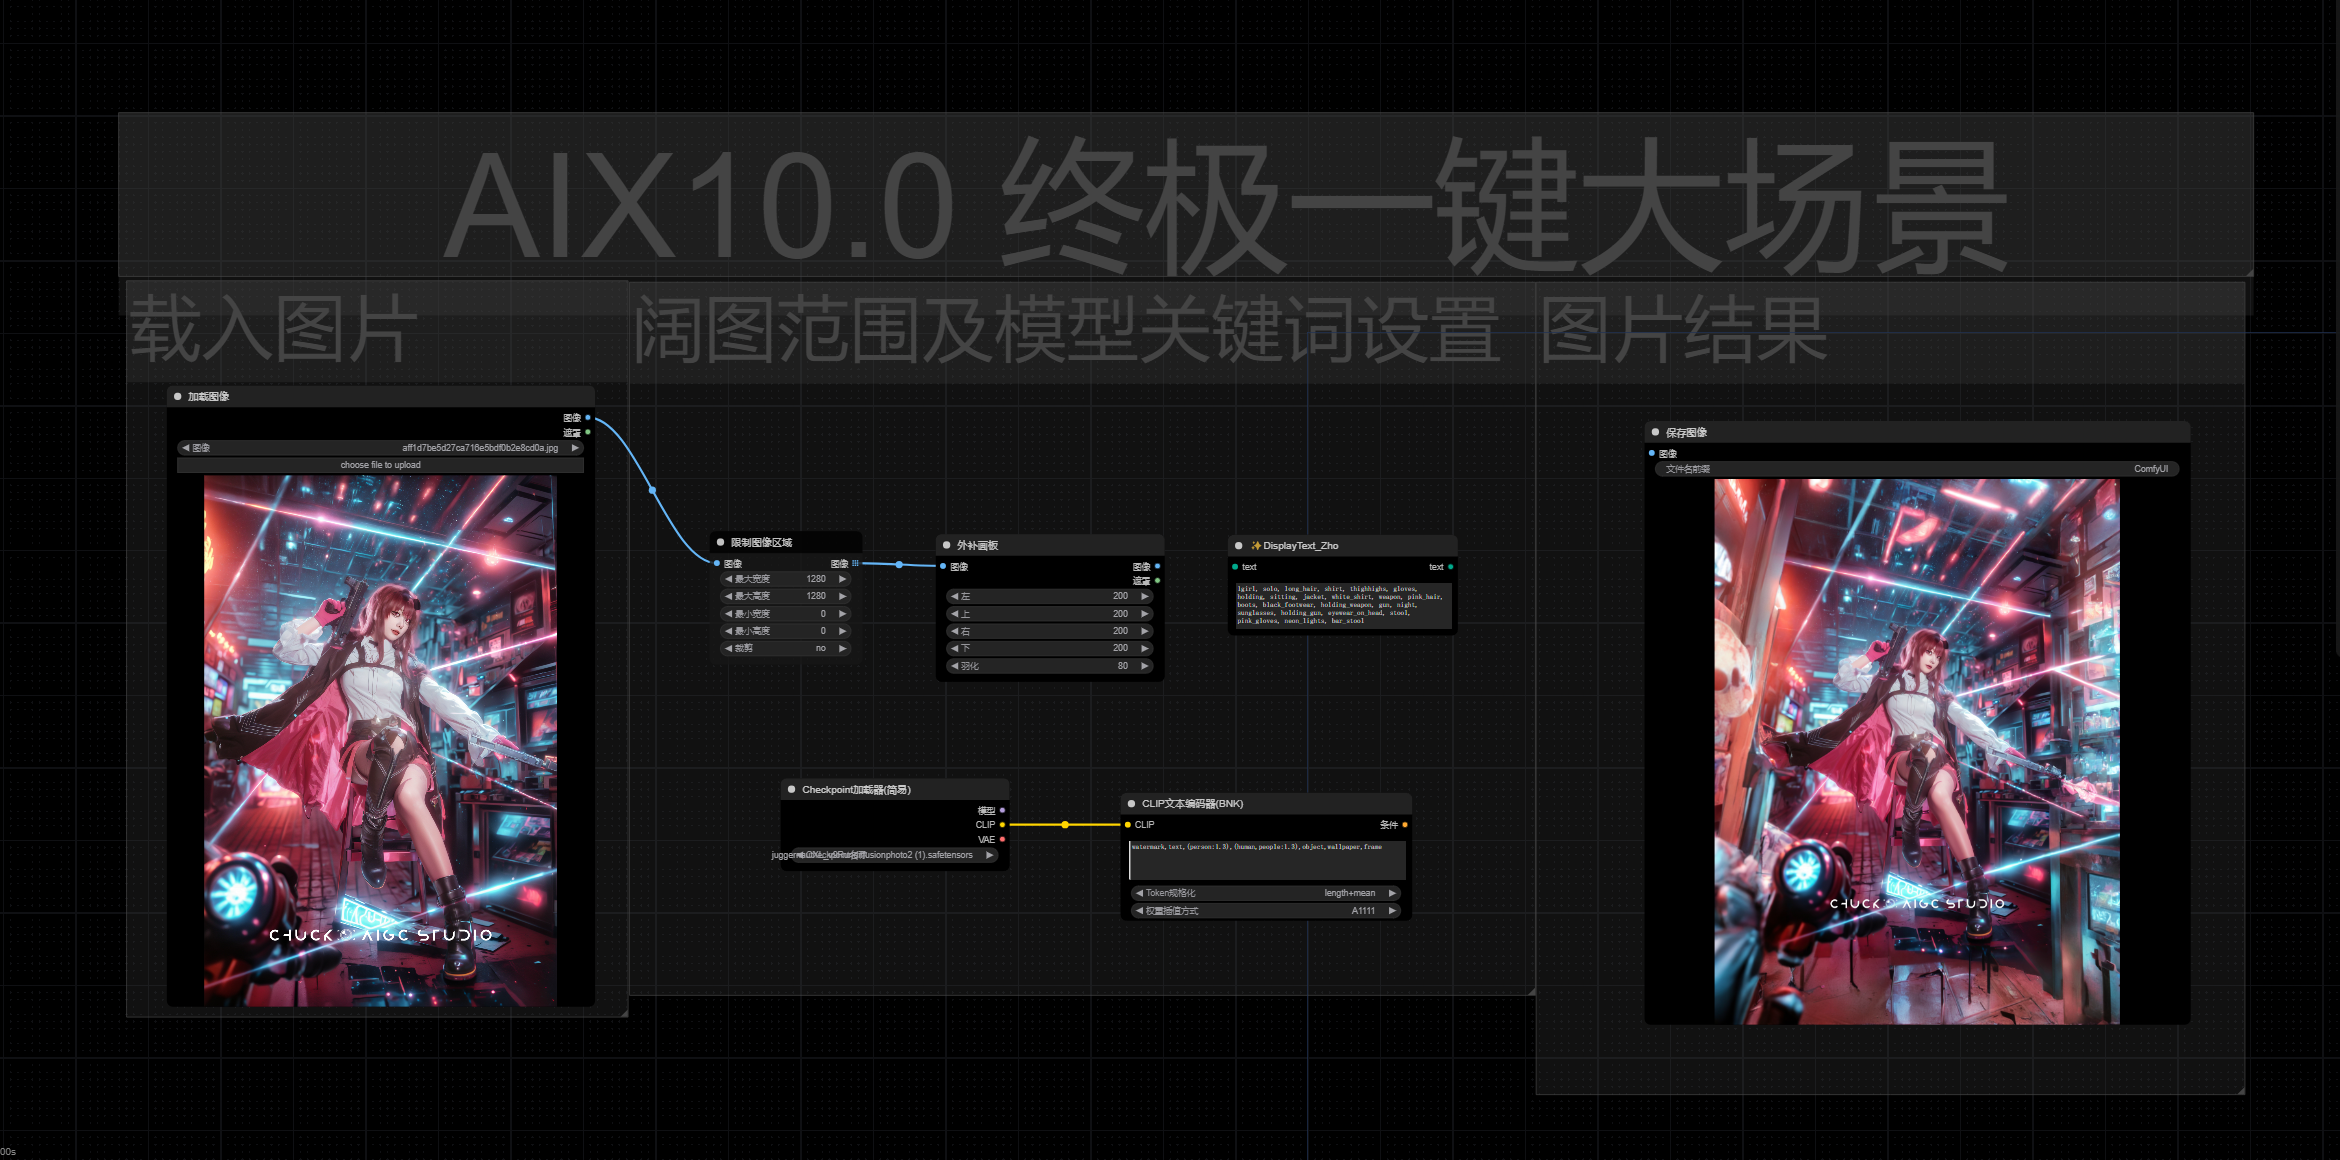 AIX10.0 终极一键大场景
载入图片
阔图范围及模型关键词设置
图片结果
加载图像
图像
遮罩
图像 aff1d7be5d27ca716e5bdf0b2e8cd0a.jpg
choose file to upload
CHUCK AIGC STUDIO
限制图像区域
图像 图像
最大宽度 1280
最大高度 1280
最小宽度 0
最小高度 0
裁剪 no
外补画板
图像 图像
遮罩
左 200
上 200
右 200
下 200
羽化 80
✨DisplayText_Zho
text text
1girl, solo, long_hair, shirt, thighhighs, gloves,
holding, sitting, jacket, white_shirt, weapon, pink_hair,
boots, black_footwear, holding_weapon, gun, night,
sunglasses, holding_gun, eyewear_on_head, stool,
pink_gloves, neon_lights, bar_stool
Checkpoint加载器(简易)
模型
CLIP
VAE
fusionphoto2 (1).safetensors
CLIP文本编码器(BNK)
CLIP 条件
watermark,text,(person:1.3),(human,people:1.3),object,wallpaper,frame
Token规格化 length+mean
权重插值方式 A1111
保存图像
图像
文件名前缀 ComfyUI
CHUCK AIGC STUDIO
00s